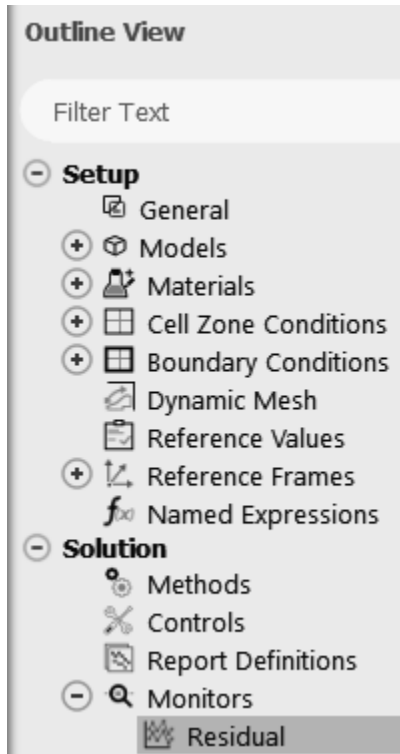 Outline View
Filter Text
Setup
General
Models
Materials
Cell Zone Conditions
Boundary Conditions
Dynamic Mesh
Reference Values
Reference Frames
f(x) Named Expressions
Solution
Methods
Controls
Report Definitions
Monitors
Residual